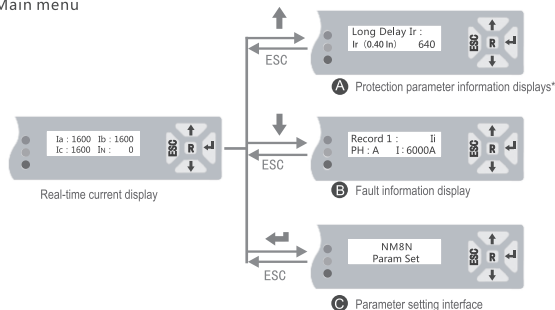 Main menu
Long Delay Ir :
Ir (0.40 In) 640
ESC R
ESC
A Protection parameter information displays*
Ia : 1600 Ib : 1600
Ic : 1600 IN : 0
ESC R
Real-time current display
Record 1 : Ii
PH : A I : 6000A
ESC R
ESC
B Fault information display
NM8N
Param Set
ESC R
ESC
C Parameter setting interface